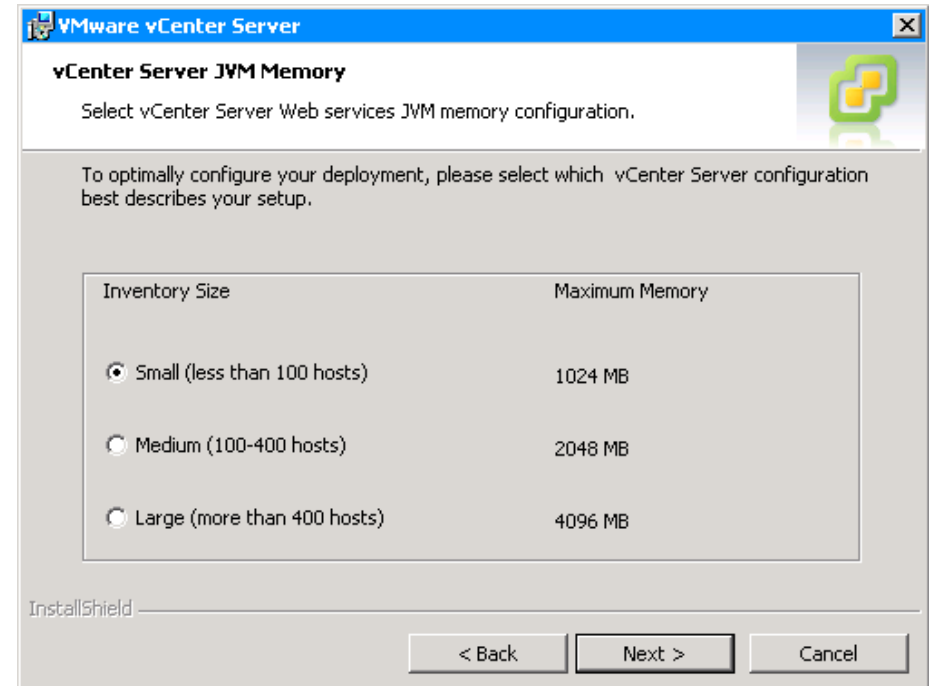 VMware vCenter Server
vCenter Server JVM Memory
Select vCenter Server Web services JVM memory configuration.
To optimally configure your deployment, please select which vCenter Server configuration
best describes your setup.
Inventory Size Maximum Memory
Small (less than 100 hosts) 1024 MB
Medium (100-400 hosts) 2048 MB
Large (more than 400 hosts) 4096 MB
InstallShield
< Back Next > Cancel